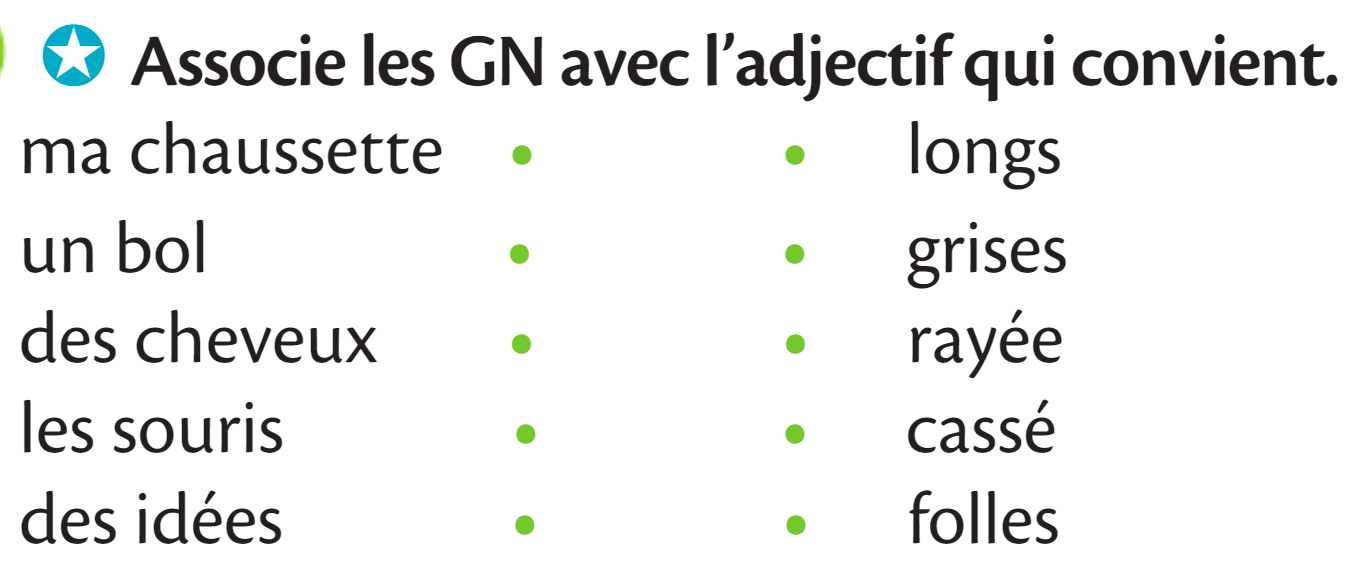 Associe les GN avec l’adjectif qui convient.
ma chaussette • • longs
un bol • • grises
des cheveux • • rayée
les souris • • cassé
des idées • • folles